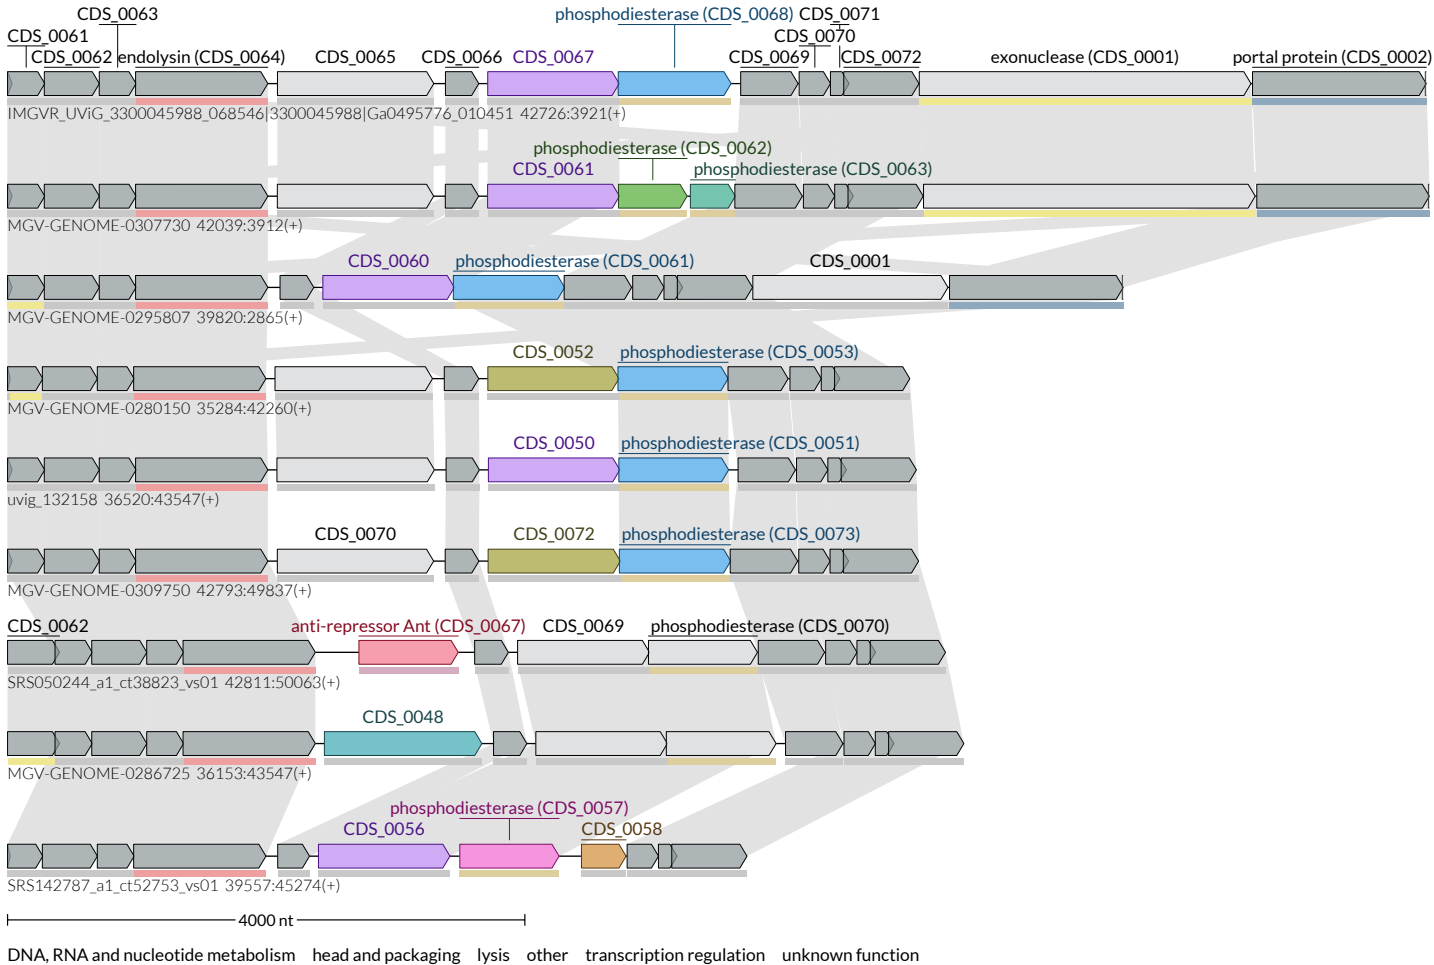 CDS_0063
phosphodiesterase (CDS_0068)
CDS_0071
CDS_0061
CDS_0070
CDS_0062
endolysin (CDS_0064)
CDS_0065
CDS_0066
CDS_0067
CDS_0069
CDS_0072
exonuclease (CDS_0001)
portal protein (CDS_0002)
IMGVR_UViG_3300045988_068546|3300045988|Ga0495776_010451 42726:3921(+)
phosphodiesterase (CDS_0062)
CDS_0061
phosphodiesterase (CDS_0063)
MGV-GENOME-0307730 42039:3912(+)
CDS_0060
phosphodiesterase (CDS_0061)
CDS_0001
MGV-GENOME-0295807 39820:2865(+)
CDS_0052
phosphodiesterase (CDS_0053)
MGV-GENOME-0280150 35284:42260(+)
CDS_0050
phosphodiesterase (CDS_0051)
uvig_132158 36520:43547(+)
CDS_0070
CDS_0072
phosphodiesterase (CDS_0073)
MGV-GENOME-0309750 42793:49837(+)
CDS_0062
anti-repressor Ant (CDS_0067)
CDS_0069
phosphodiesterase (CDS_0070)
SRS050244_a1_ct38823_vs01 42811:50063(+)
CDS_0048
MGV-GENOME-0286725 36153:43547(+)
phosphodiesterase (CDS_0057)
CDS_0056
CDS_0058
SRS142787_a1_ct52753_vs01 39557:45274(+)
4000 nt
DNA, RNA and nucleotide metabolism head and packaging lysis other transcription regulation unknown function